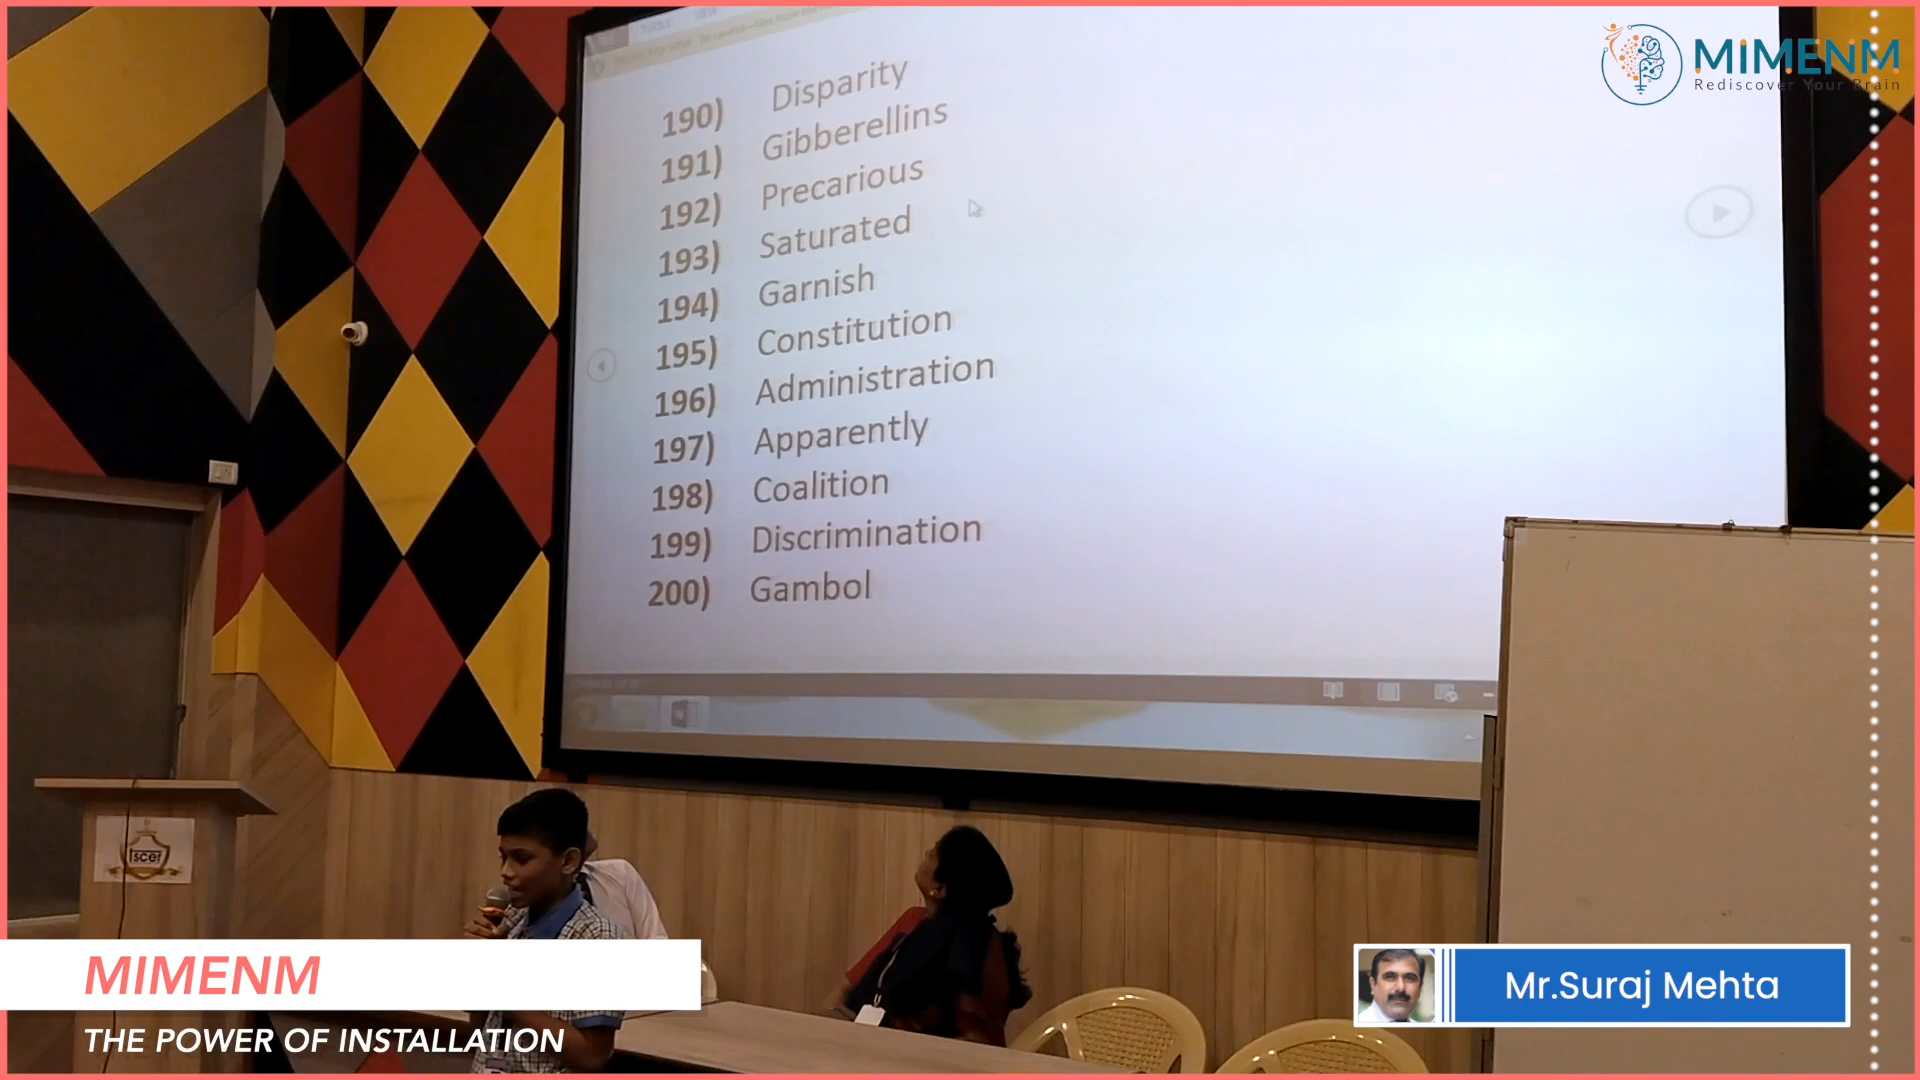 MIMENM
Rediscover Your Brain
190) Disparity
191) Gibberellins
192) Precarious
193) Saturated
194) Garnish
195) Constitution
196) Administration
197) Apparently
198) Coalition
199) Discrimination
200) Gambol
Iscef
MIMENM
THE POWER OF INSTALLATION
Mr.Suraj Mehta